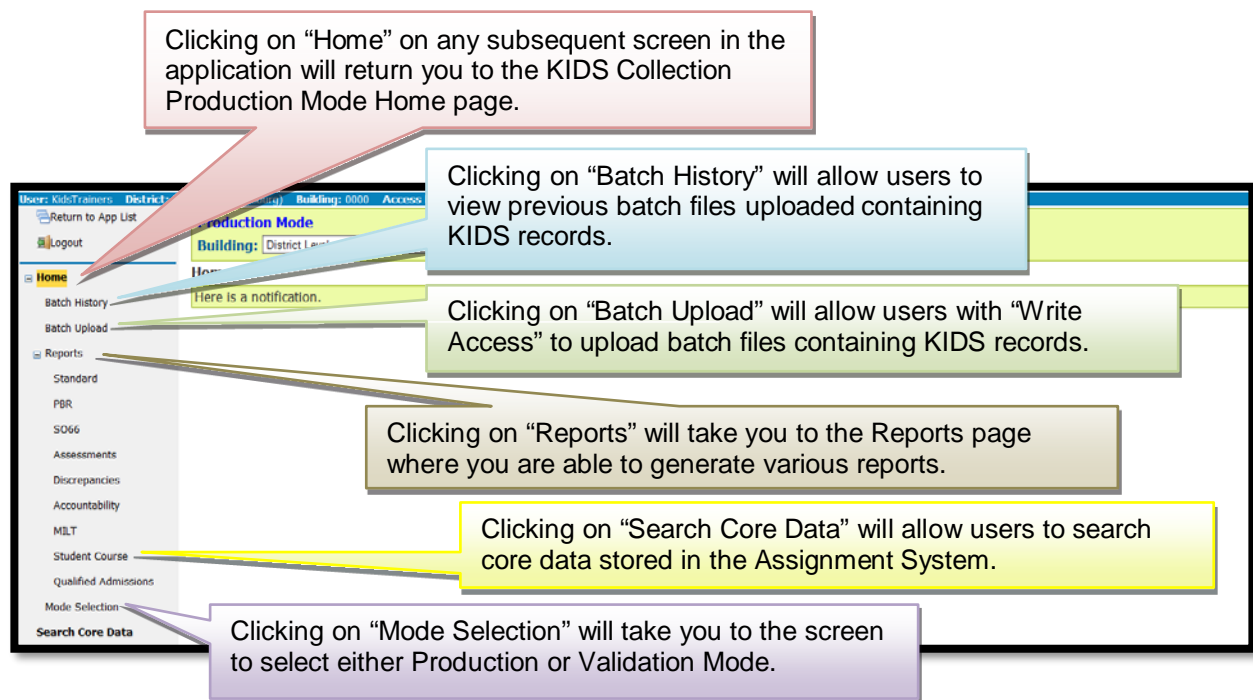 Clicking on “Home” on any subsequent screen in the
application will return you to the KIDS Collection
Production Mode Home page.
Clicking on “Batch History” will allow users to
view previous batch files uploaded containing
KIDS records.
User: KidsTrainers District: Building: 0000 Access
Return to App List
Logout
Production Mode
Building: District Level
Home
Batch History
Here is a notification.
Batch Upload
Clicking on “Batch Upload” will allow users with “Write
Access” to upload batch files containing KIDS records.
Reports
Standard
PBR
SO66
Assessments
Discrepancies
Accountability
MILT
Student Course
Qualified Admissions
Mode Selection
Search Core Data
Clicking on “Reports” will take you to the Reports page
where you are able to generate various reports.
Clicking on “Search Core Data” will allow users to search
core data stored in the Assignment System.
Clicking on “Mode Selection” will take you to the screen
to select either Production or Validation Mode.